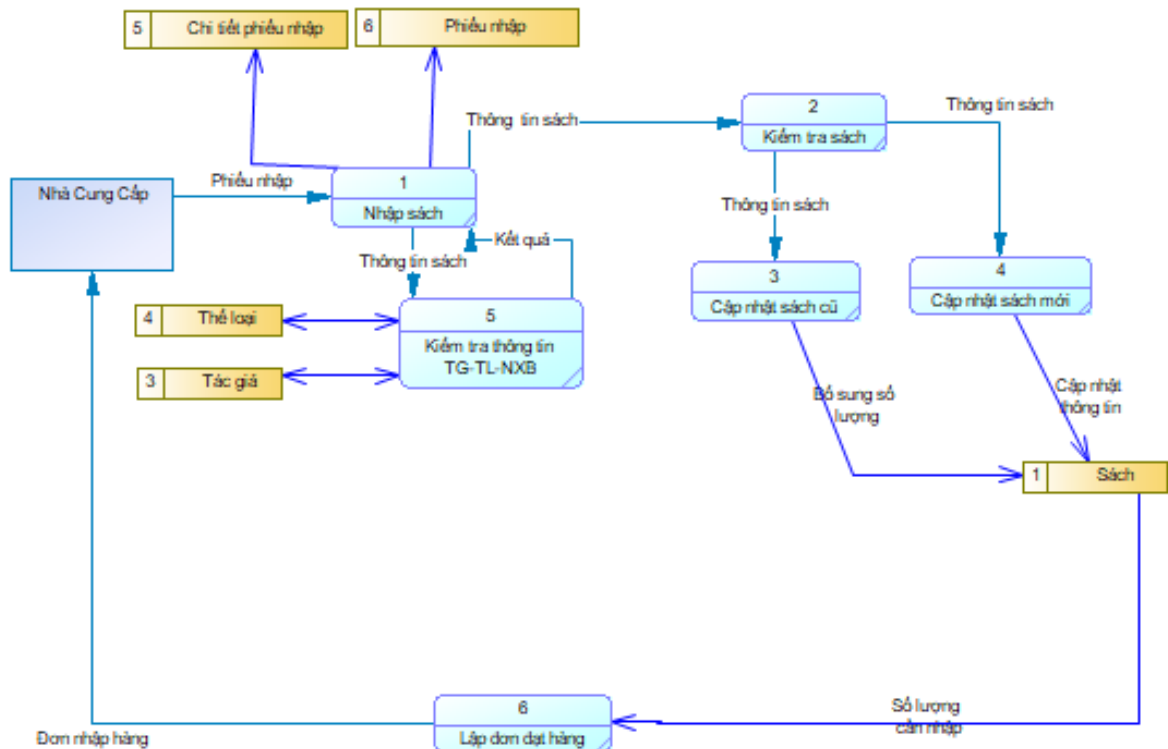 5 Chi tiết phiếu nhập
6 Phiếu nhập
Thông tin sách
2
Kiểm tra sách
Thông tin sách
Nhà Cung Cấp
Phiếu nhập
1
Nhập sách
Thông tin sách
Kết quả
Thông tin sách
3
Cập nhật sách cũ
4
Cập nhật sách mới
4 Thể loại
3 Tác giả
5
Kiểm tra thông tin
TG-TL-NXB
Bổ sung số
lượng
Cập nhật
thông tin
1 Sách
Đơn nhập hàng
6
Lập đơn đặt hàng
Số lượng
cần nhập